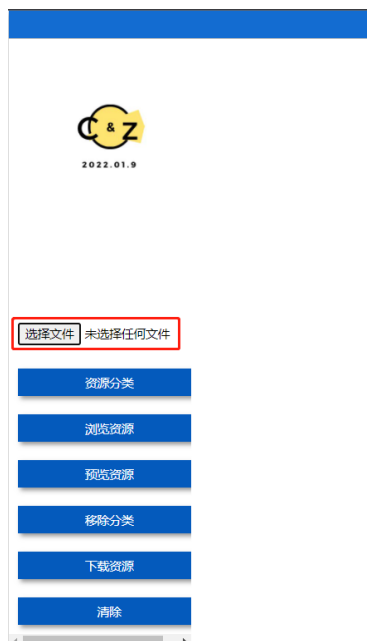 C & Z
2022.01.9
选择文件 未选择任何文件
资源分类
浏览资源
预览资源
移除分类
下载资源
清除